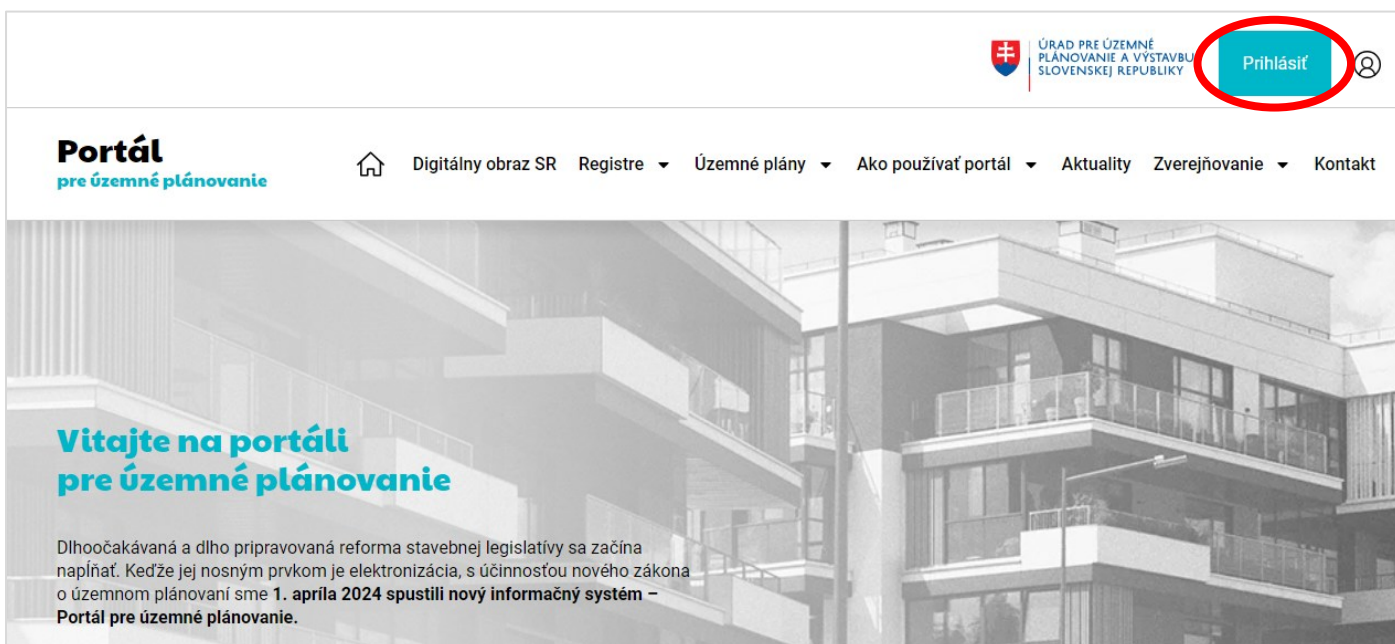 ÚRAD PRE ÚZEMNÉ
PLÁNOVANIE A VÝSTAVBU
SLOVENSKEJ REPUBLIKY
Prihlásiť
Portál
pre územné plánovanie
Digitálny obraz SR Registre Územné plány Ako používať portál Aktuality Zverejňovanie Kontakt
Vitajte na portáli
pre územné plánovanie
Dlhoočakávaná a dlho pripravovaná reforma stavebnej legislatívy sa začína
napĺňať. Keďže jej nosným prvkom je elektronizácia, s účinnosťou nového zákona
o územnom plánovaní sme 1. apríla 2024 spustili nový informačný systém –
Portál pre územné plánovanie.